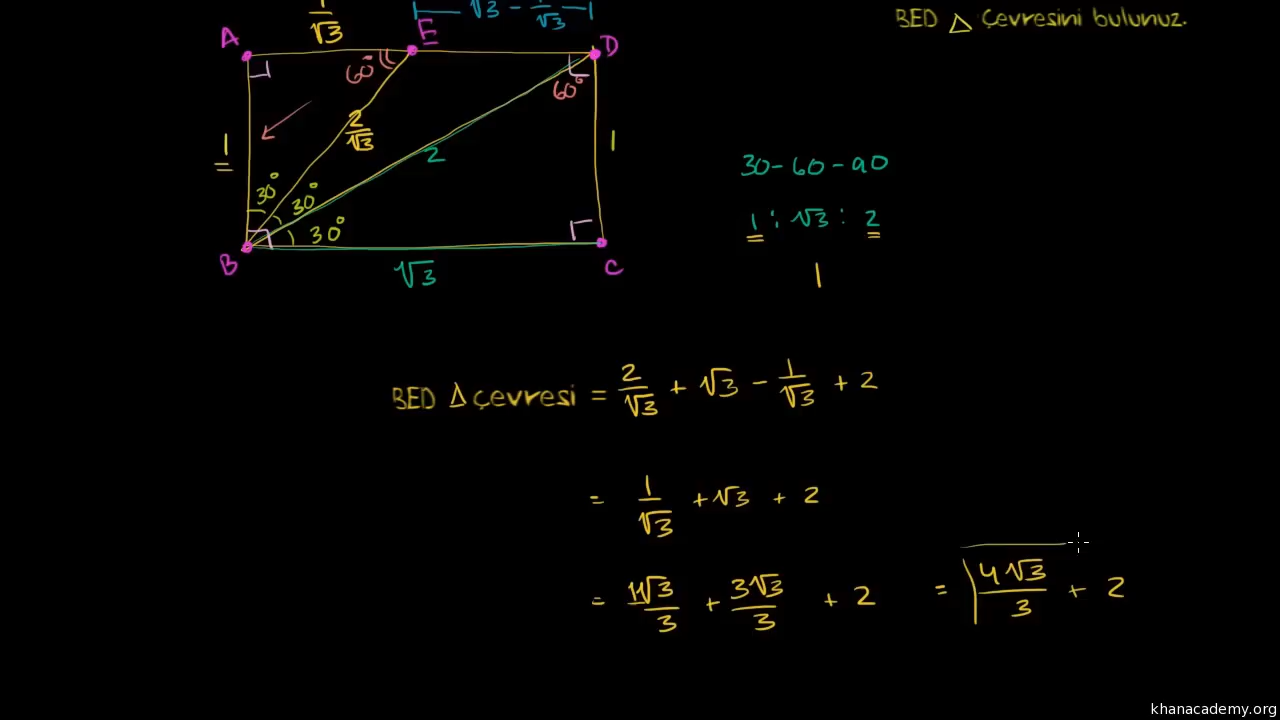 1/√3
√3 - 1/√3
BED △ çevresini bulunuz.
A
E
D
60°
60°
1
2/√3
2
1
30°
30°
30°
B
√3
C
30-60-90
1 : √3 : 2
1
BED △ çevresi = 2/√3 + √3 - 1/√3 + 2
= 1/√3 + √3 + 2
= 1√3/3 + 3√3/3 + 2
= 4√3/3 + 2
khanacademy.org